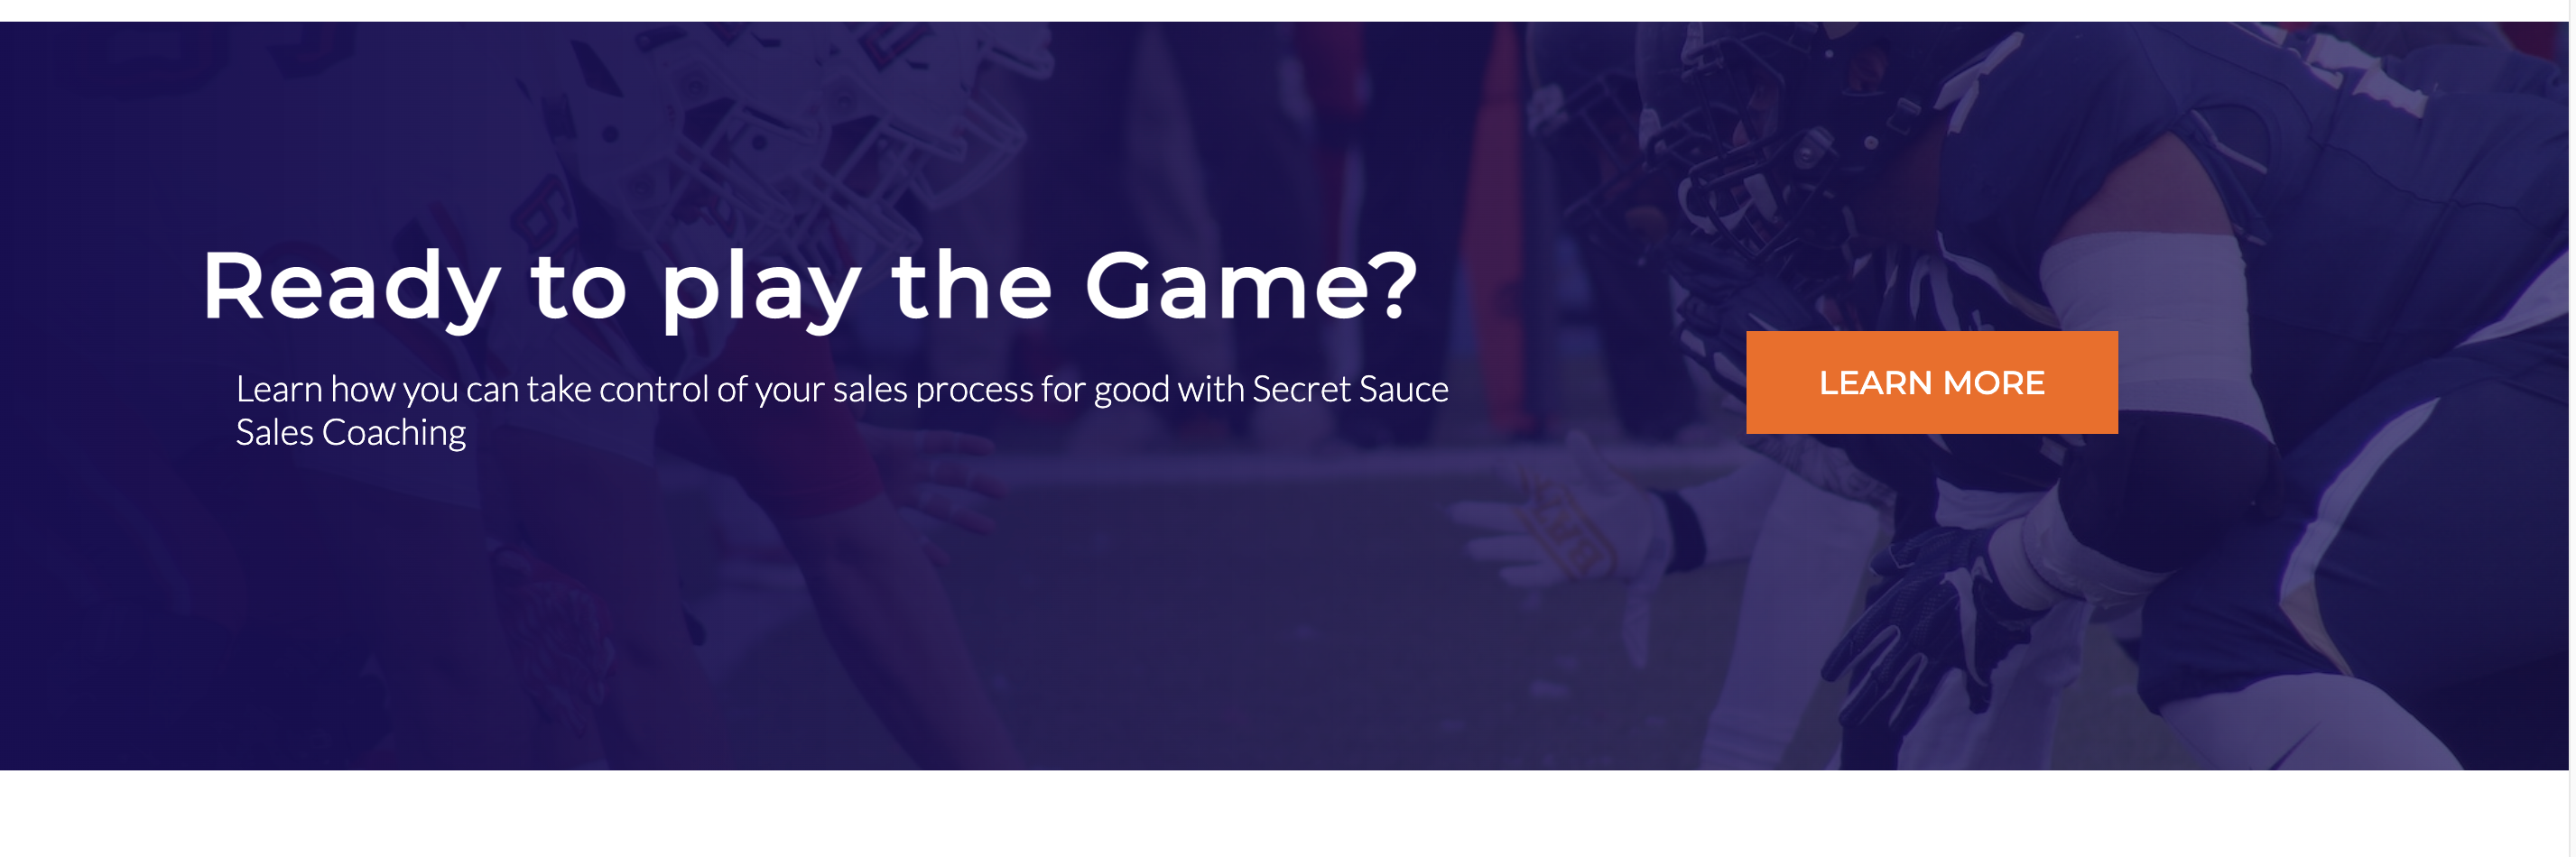 Ready to play the Game?
Learn how you can take control of your sales process for good with Secret Sauce
Sales Coaching
LEARN MORE